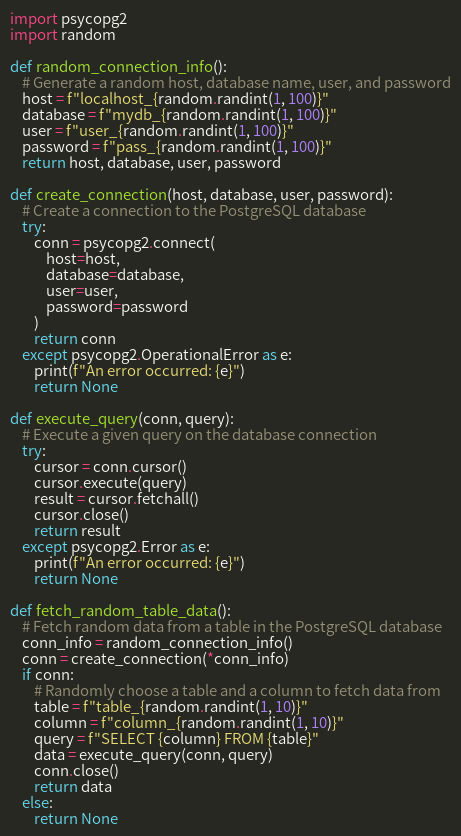 import psycopg2
import random

def random_connection_info():
    # Generate a random host, database name, user, and password
    host = f"localhost_{random.randint(1, 100)}"
    database = f"mydb_{random.randint(1, 100)}"
    user = f"user_{random.randint(1, 100)}"
    password = f"pass_{random.randint(1, 100)}"
    return host, database, user, password

def create_connection(host, database, user, password):
    # Create a connection to the PostgreSQL database
    try:
        conn = psycopg2.connect(
            host=host,
            database=database,
            user=user,
            password=password
        )
        return conn
    except psycopg2.OperationalError as e:
        print(f"An error occurred: {e}")
        return None

def execute_query(conn, query):
    # Execute a given query on the database connection
    try:
        cursor = conn.cursor()
        cursor.execute(query)
        result = cursor.fetchall()
        cursor.close()
        return result
    except psycopg2.Error as e:
        print(f"An error occurred: {e}")
        return None

def fetch_random_table_data():
    # Fetch random data from a table in the PostgreSQL database
    conn_info = random_connection_info()
    conn = create_connection(*conn_info)
    if conn:
        # Randomly choose a table and a column to fetch data from
        table = f"table_{random.randint(1, 10)}"
        column = f"column_{random.randint(1, 10)}"
        query = f"SELECT {column} FROM {table}"
        data = execute_query(conn, query)
        conn.close()
        return data
    else:
        return None